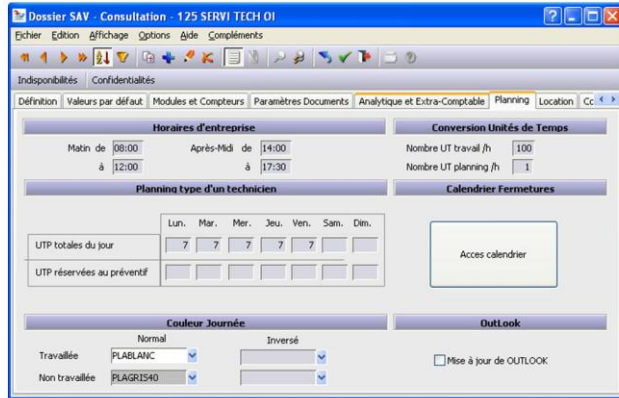 Dossier SAV - Consultation - 125 SERVI TECH OI
Fichier Edition Affichage Options Aide Compléments
Indisponibilités Confidentialités
Définition Valeurs par défaut Modules et Compteurs Paramètres Documents Analytique et Extra-Comptable Planning Location Cc
Horaires d'entreprise Conversion Unités de Temps
Matin de 08:00 Après-Midi de 14:00 Nombre UT travail /h 100
à 12:00 à 17:30 Nombre UT planning /h 1
Planning type d'un technicien Calendrier Fermetures
Lun. Mar. Mer. Jeu. Ven. Sam. Dim.
UTP totales du jour 7 7 7 7 7
Acces calendrier
UTP réservées au préventif
Couleur Journée OutLook
Normal Inversé
Travaillée PLABLANC Mise à jour de OUTLOOK
Non travaillée PLAGRIS40